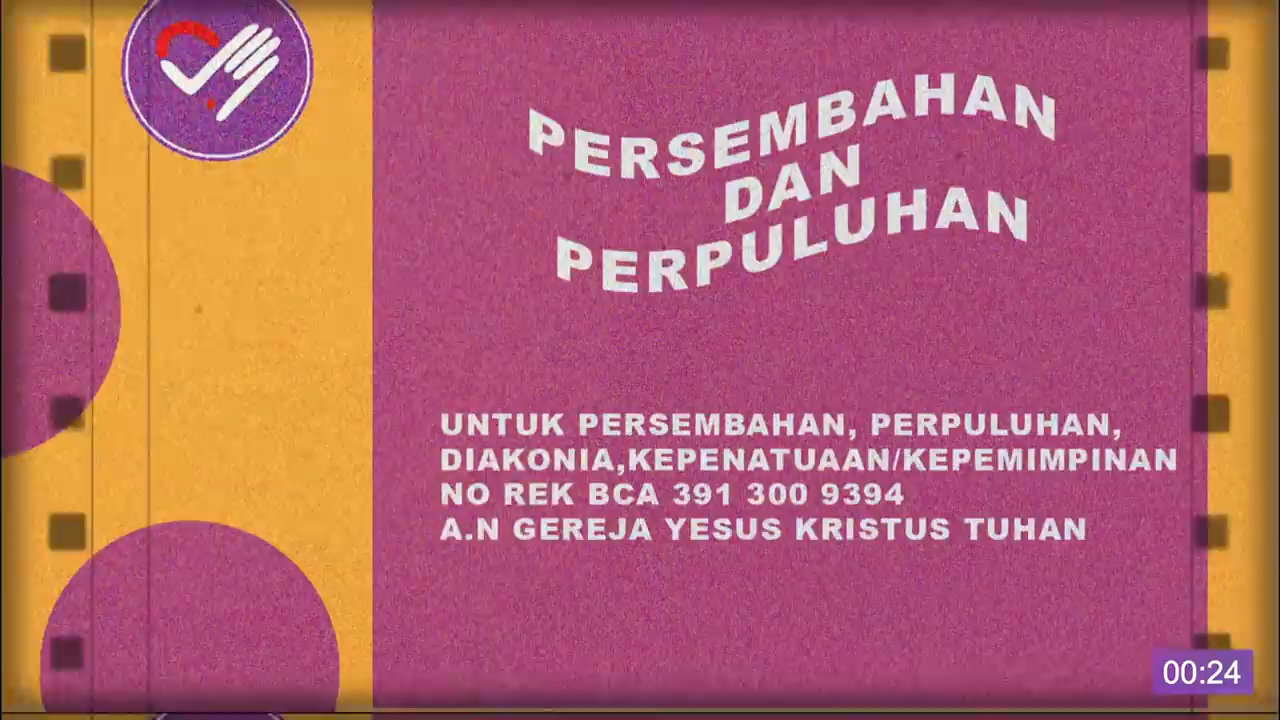 PERSEMBAHAN
DAN
PERPULUHAN
UNTUK PERSEMBAHAN, PERPULUHAN,
DIAKONIA,KEPENATUAAN/KEPEMIMPINAN
NO REK BCA 391 300 9394
A.N GEREJA YESUS KRISTUS TUHAN
00:24